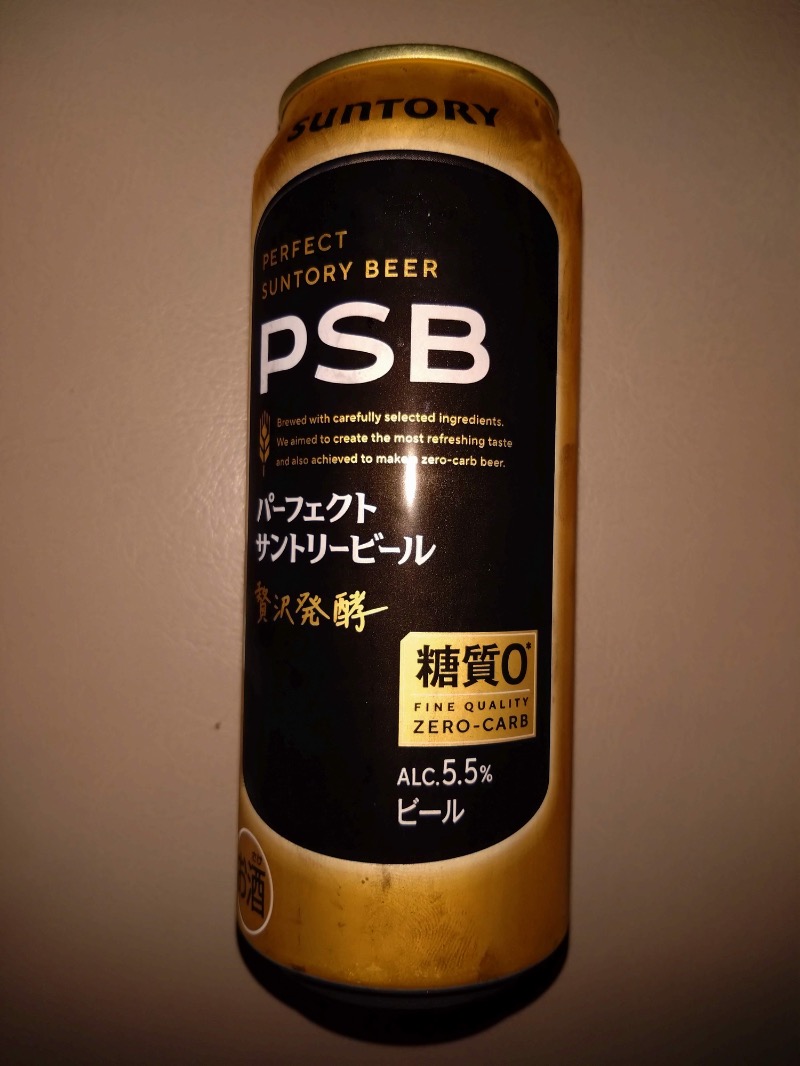 SUNTORY
PERFECT
SUNTORY BEER
PSB
Brewed with carefully selected ingredients.
We aimed to create the most refreshing taste
and also achieved to make a zero-carb beer.
パーフェクト
サントリービール
贅沢発酵
糖質0*
FINE QUALITY
ZERO-CARB
ALC.5.5%
ビール
お酒